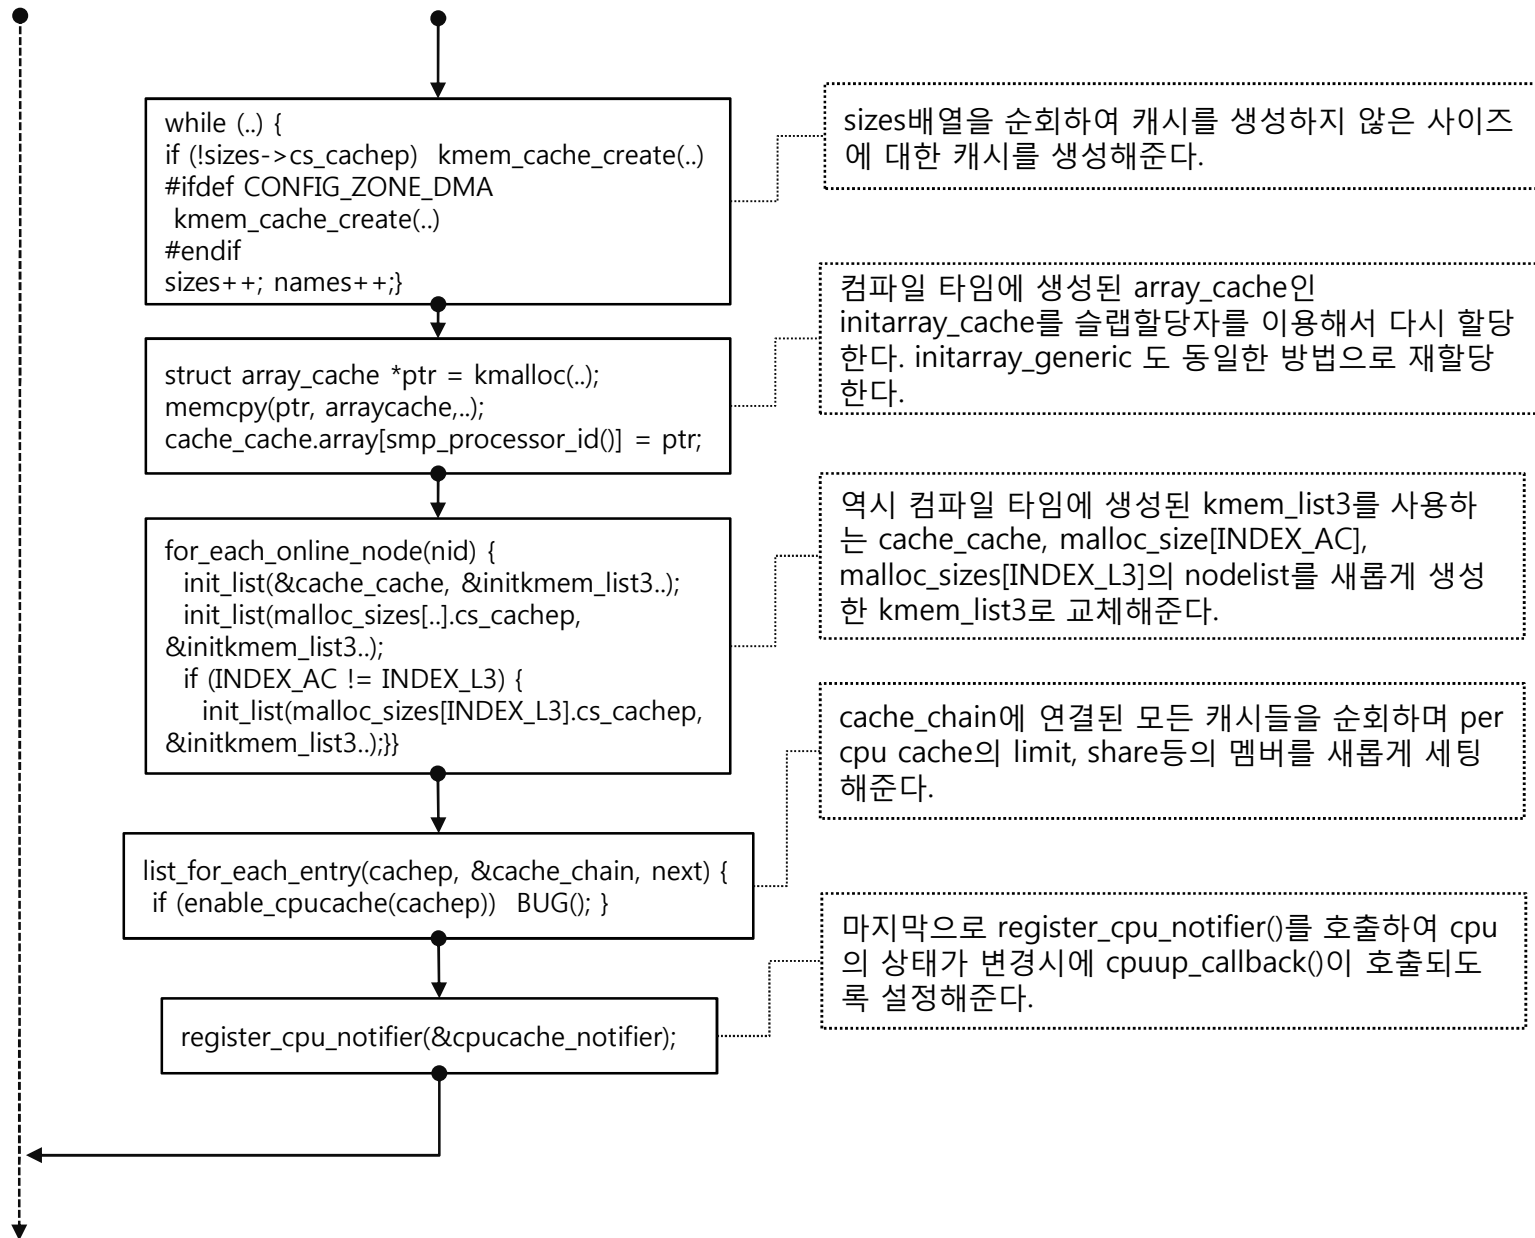 while (..) {
if (!sizes->cs_cachep) kmem_cache_create(..)
#ifdef CONFIG_ZONE_DMA
kmem_cache_create(..)
#endif
sizes++; names++;}
sizes배열을 순회하여 캐시를 생성하지 않은 사이즈
에 대한 캐시를 생성해준다.
struct array_cache *ptr = kmalloc(..);
memcpy(ptr, arraycache,..);
cache_cache.array[smp_processor_id()] = ptr;
컴파일 타임에 생성된 array_cache인
initarray_cache를 슬랩할당자를 이용해서 다시 할당
한다. initarray_generic 도 동일한 방법으로 재할당
한다.
for_each_online_node(nid) {
init_list(&cache_cache, &initkmem_list3..);
init_list(malloc_sizes[..].cs_cachep,
&initkmem_list3..);
if (INDEX_AC != INDEX_L3) {
init_list(malloc_sizes[INDEX_L3].cs_cachep,
&initkmem_list3..);}}
역시 컴파일 타임에 생성된 kmem_list3를 사용하
는 cache_cache, malloc_size[INDEX_AC],
malloc_sizes[INDEX_L3]의 nodelist를 새롭게 생성
한 kmem_list3로 교체해준다.
list_for_each_entry(cachep, &cache_chain, next) {
if (enable_cpucache(cachep)) BUG(); }
cache_chain에 연결된 모든 캐시들을 순회하며 per
cpu cache의 limit, share등의 멤버를 새롭게 세팅
해준다.
register_cpu_notifier(&cpucache_notifier);
마지막으로 register_cpu_notifier()를 호출하여 cpu
의 상태가 변경시에 cpuup_callback()이 호출되도
록 설정해준다.